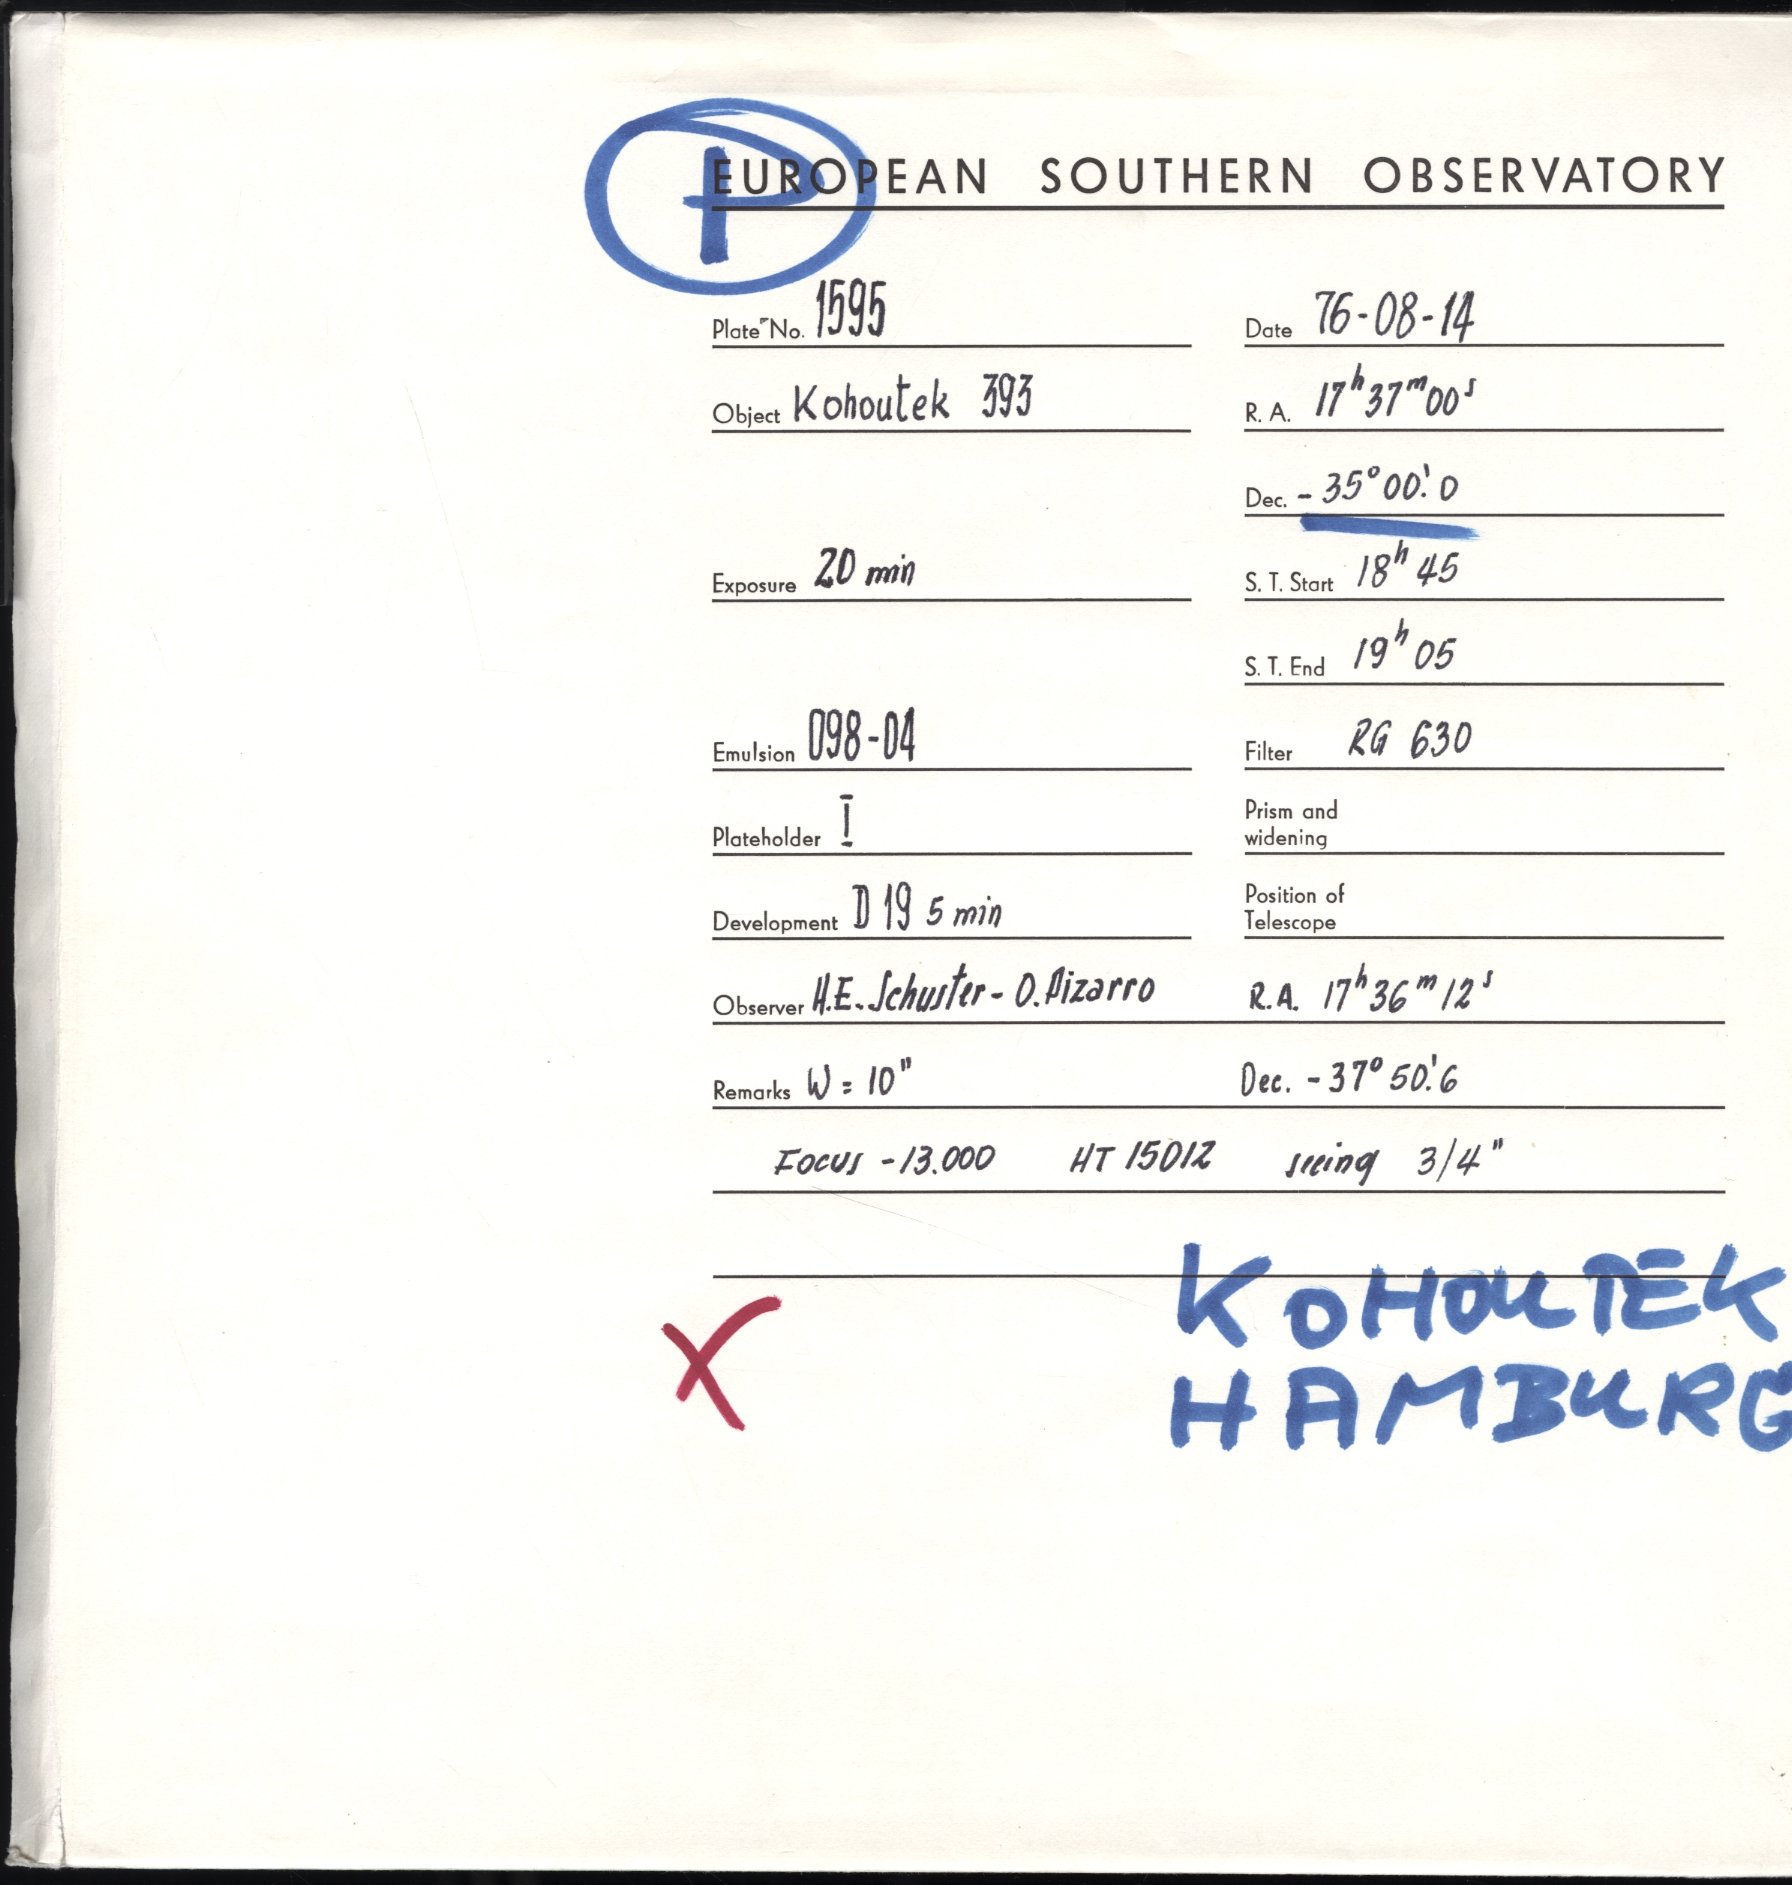 P
EUROPEAN SOUTHERN OBSERVATORY
Plate No. 1595 Date 76-08-14
Object Kohoutek 393 R. A. 17h 37m 00s
Dec. - 35° 00!0
Exposure 20 min S. T. Start 18h 45
S. T. End 19h 05
Emulsion 098-04 Filter RG 630
Plateholder I Prism and
widening
Development D 19 5 min Position of
Telescope
Observer H.E. Schuster - O. Pizarro R.A. 17h 36m 12s
Remarks W = 10" Dec. - 37° 50!6
Focus - 13.000 HT 15012 seeing 3/4"
KOHOUTEK
X
HAMBURG